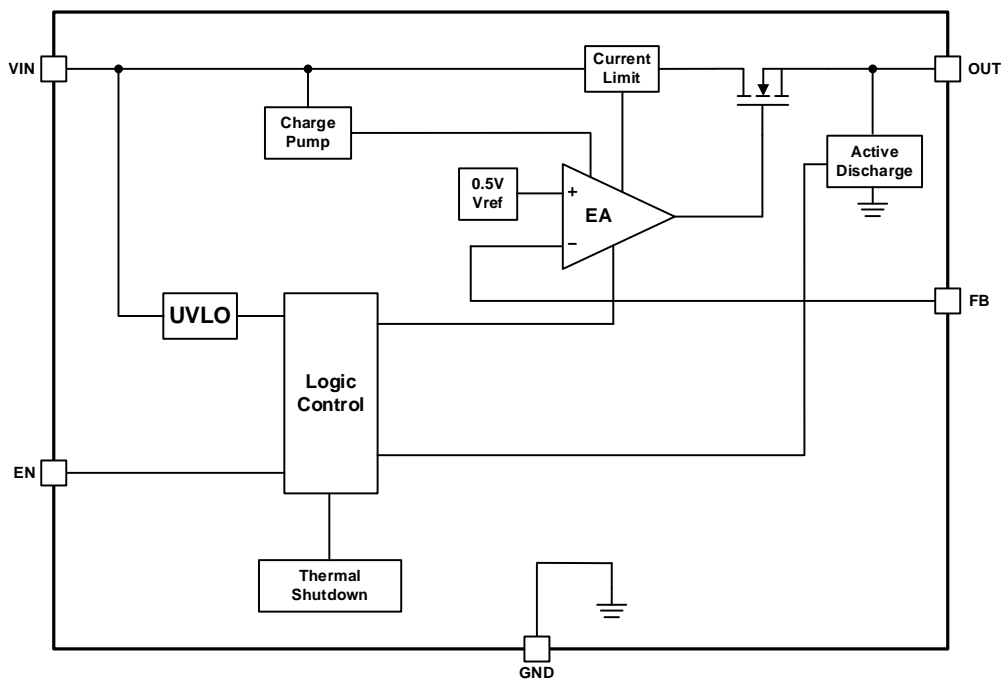 VIN
Current
Limit
OUT
Charge
Pump
Active
Discharge
0.5V
Vref
+
EA
−
FB
UVLO
Logic
Control
EN
Thermal
Shutdown
GND